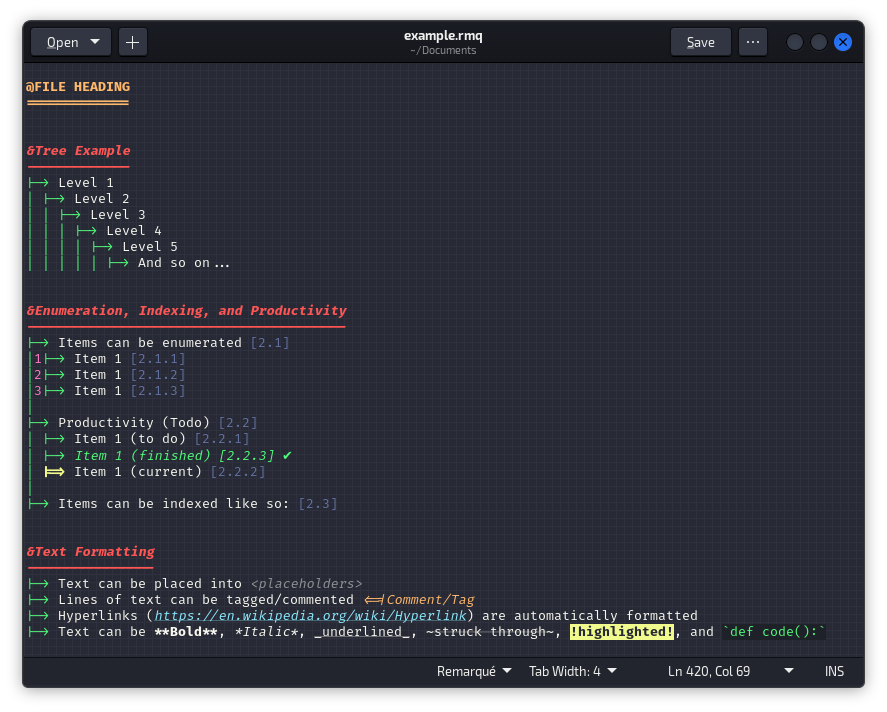 Open
example.rmq
~/Documents
Save
@FILE HEADING
=============
&Tree Example
-------------
├─> Level 1
│ ├─> Level 2
│ │ ├─> Level 3
│ │ │ ├─> Level 4
│ │ │ │ ├─> Level 5
│ │ │ │ │ ├─> And so on...
&Enumeration, Indexing, and Productivity
----------------------------------------
├─> Items can be enumerated [2.1]
│1├─> Item 1 [2.1.1]
│2├─> Item 1 [2.1.2]
│3├─> Item 1 [2.1.3]
│
├─> Productivity (Todo) [2.2]
│ ├─> Item 1 (to do) [2.2.1]
│ ├─> Item 1 (finished) [2.2.3] ✔
│ |==> Item 1 (current) [2.2.2]
│
├─> Items can be indexed like so: [2.3]
&Text Formatting
----------------
├─> Text can be placed into <placeholders>
├─> Lines of text can be tagged/commented <=|Comment/Tag
├─> Hyperlinks (https://en.wikipedia.org/wiki/Hyperlink) are automatically formatted
├─> Text can be **Bold**, *Italic*, _underlined_, ~struck through~, !highlighted!, and `def code():`
Remarqué Tab Width: 4 Ln 420, Col 69 INS